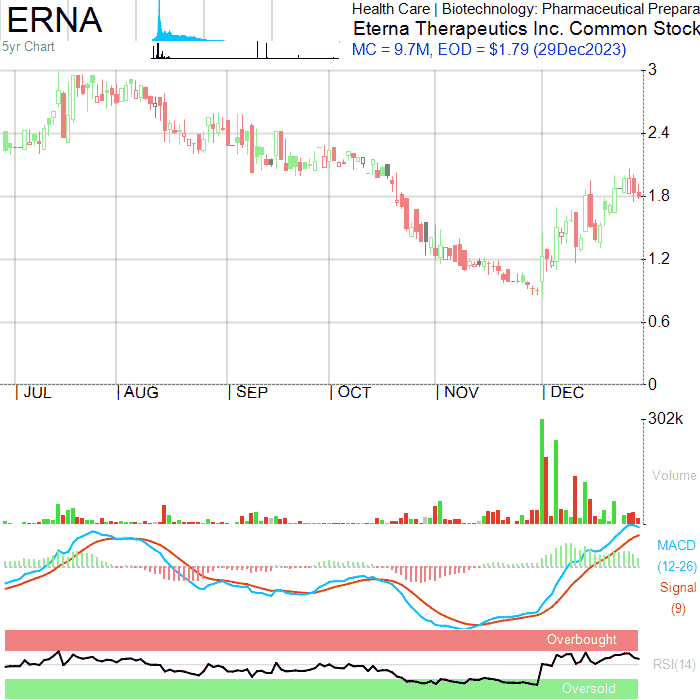 ERNA
5yr Chart
Health Care | Biotechnology: Pharmaceutical Prepara
Eterna Therapeutics Inc. Common Stock
MC = 9.7M, EOD = $1.79 (29Dec2023)
3
2.4
1.8
1.2
0.6
0
JUL AUG SEP OCT NOV DEC
302k
Volume
MACD
(12-26)
Signal
(9)
Overbought
RSI(14)
Oversold